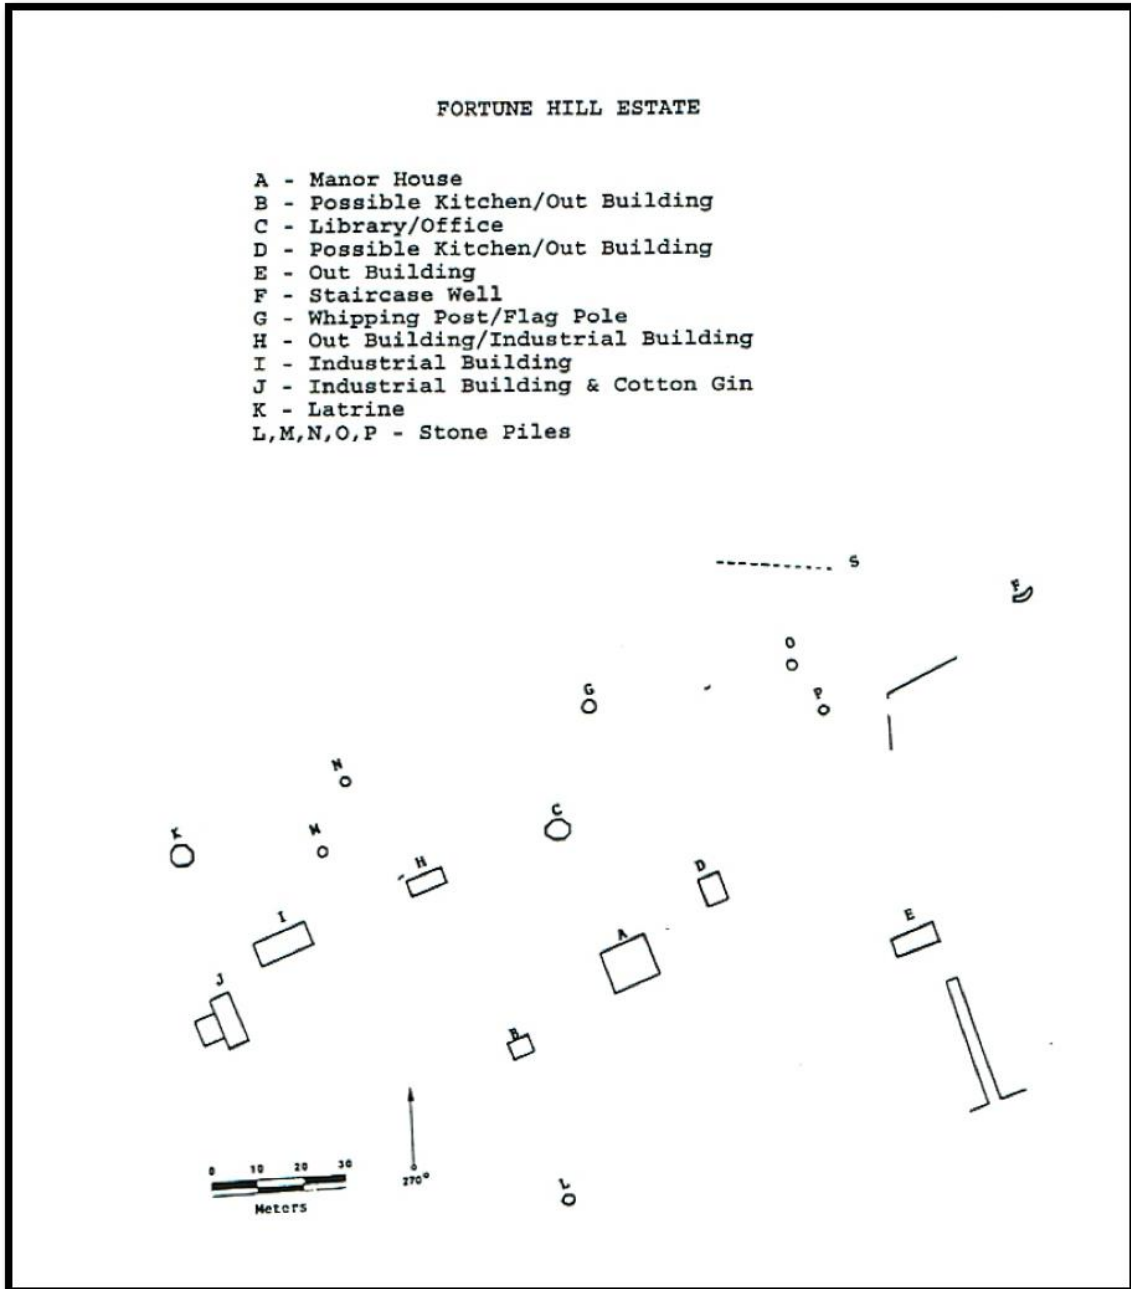 FORTUNE HILL ESTATE
A - Manor House
B - Possible Kitchen/Out Building
C - Library/Office
D - Possible Kitchen/Out Building
E - Out Building
F - Staircase Well
G - Whipping Post/Flag Pole
H - Out Building/Industrial Building
I - Industrial Building
J - Industrial Building & Cotton Gin
K - Latrine
L,M,N,O,P - Stone Piles
S
F
O
G
P
N
C
K
M
H
D
I
E
A
J
B
0 10 20 30
Meters
270°
L